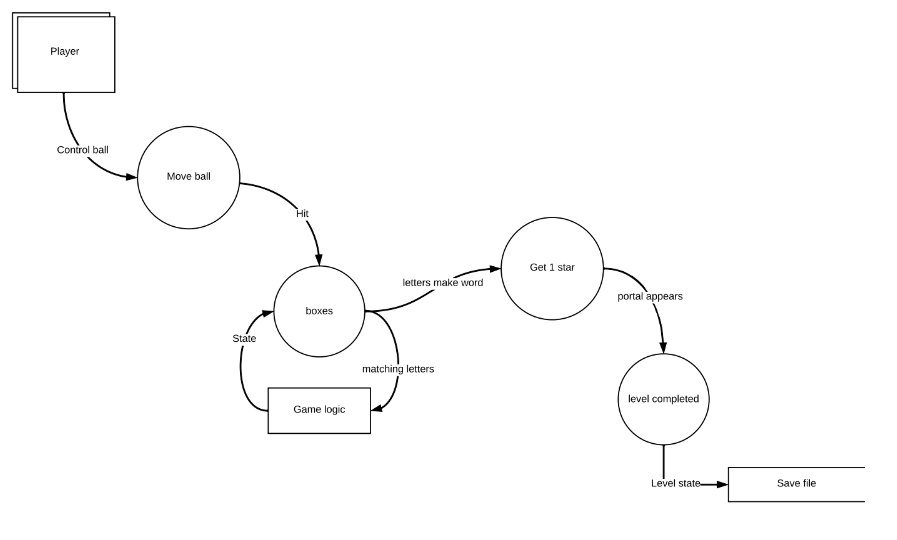 Player
Control ball
Move ball
Hit
boxes
letters make word
Get 1 star
portal appears
State
matching letters
Game logic
level completed
Level state
Save file